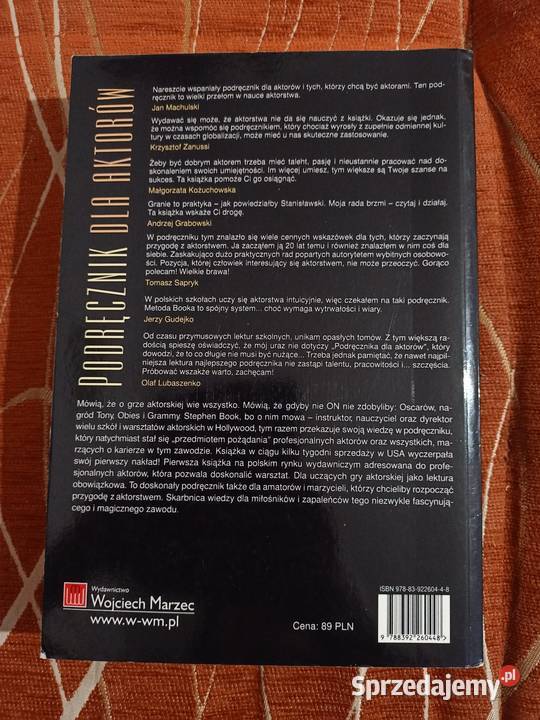 PODRĘCZNIK DLA AKTORÓW
Nareszcie wspaniały podręcznik dla aktorów i tych, którzy chcą być aktorami. Ten pod-
ręcznik to wielki przełom w nauce aktorstwa.
Jan Machulski
Wydawać się może, że aktorstwa nie da się nauczyć z książki. Okazuje się jednak,
że można wspomóc się podręcznikiem, który chociaż wyrosły z zupełnie odmiennej kul-
tury w czasach globalizacji, może mieć u nas skuteczne zastosowanie.
Krzysztof Zanussi
Żeby być dobrym aktorem trzeba mieć talent, pasję i nieustannie pracować nad do-
skonaleniem swoich umiejętności. Im więcej umiesz, tym większe są Twoje szanse na
sukces. Ta książka pomoże Ci go osiągnąć.
Małgorzata Kożuchowska
Granie to praktyka – jak powiedziałby Stanisławski. Moja rada brzmi – czytaj i działaj.
Ta książka wskaże Ci drogę.
Andrzej Grabowski
W podręczniku tym znalazło się wiele cennych wskazówek dla tych, którzy zaczynają
przygodę z aktorstwem. Ja zacząłem ją 20 lat temu i również znalazłem w nim coś dla
siebie. Zaskakująco dużo praktycznych rad popartych autorytetem wybitnych osobowo-
ści. Pozycja, której człowiek interesujący się aktorstwem, nie może przeoczyć. Gorąco
polecam! Wielkie brawa!
Tomasz Sapryk
W polskich szkołach uczy się aktorstwa intuicyjnie, więc czekałem na taki podręcznik.
Metoda Booka to spójny system... choć wymaga wytrwałości i wiary.
Jerzy Gudejko
Od czasu przymusowych lektur szkolnych, unikam opasłych tomów. Z tym większą ra-
dością spieszę oświadczyć, że mój uraz nie dotyczy „Podręcznika dla aktorów", który
dowodzi, że to co długie nie musi być nużące... Trzeba jednak pamiętać, że nawet najpil-
niejsza lektura najlepszego podręcznika nie zastąpi talentu, pracowitości i... szczęścia.
Próbować wszakże warto, zachęcam!
Olaf Lubaszenko
Mówią, że o grze aktorskiej wie wszystko. Mówią, że gdyby nie ON nie zdobyliby: Oscarów, na-
gród Tony, Obies i Grammy. Stephen Book, bo o nim mowa – instruktor, nauczyciel oraz dyrektor
wielu szkół i warsztatów aktorskich w Hollywood, tym razem przekazuje swoją wiedzę w podręczniku,
który natychmiast stał się „przedmiotem pożądania" profesjonalnych aktorów oraz wszystkich, ma-
rzących o karierze w tym zawodzie. Książka w ciągu kilku tygodni sprzedaży w USA wyczerpała
swój pierwszy nakład! Pierwsza książka na polskim rynku wydawniczym adresowana do profe-
sjonalnych aktorów, która pozwala doskonalić warsztat. Dla uczących gry aktorskiej jako lektura
obowiązkowa. To doskonały podręcznik także dla amatorów i marzycieli, którzy chcieliby rozpocząć
przygodę z aktorstwem. Skarbnica wiedzy dla miłośników i zapaleńców tego niezwykle fascynują-
cego i magicznego zawodu.
Wydawnictwo
Wojciech Marzec
www.w-wm.pl
Cena: 89 PLN
ISBN 978-83-922604-4-8
9 788392 260448 >
Sprzedajemy.pl